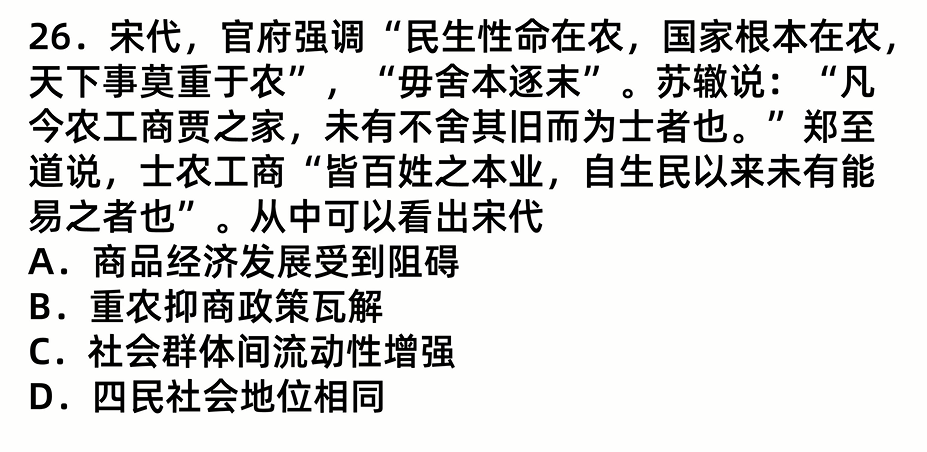 26．宋代，官府强调“民生性命在农，国家根本在农，
天下事莫重于农”，“毋舍本逐末”。苏辙说：“凡
今农工商贾之家，未有不舍其旧而为士者也。”郑至
道说，士农工商“皆百姓之本业，自生民以来未有能
易之者也”。从中可以看出宋代
A．商品经济发展受到阻碍
B．重农抑商政策瓦解
C．社会群体间流动性增强
D．四民社会地位相同